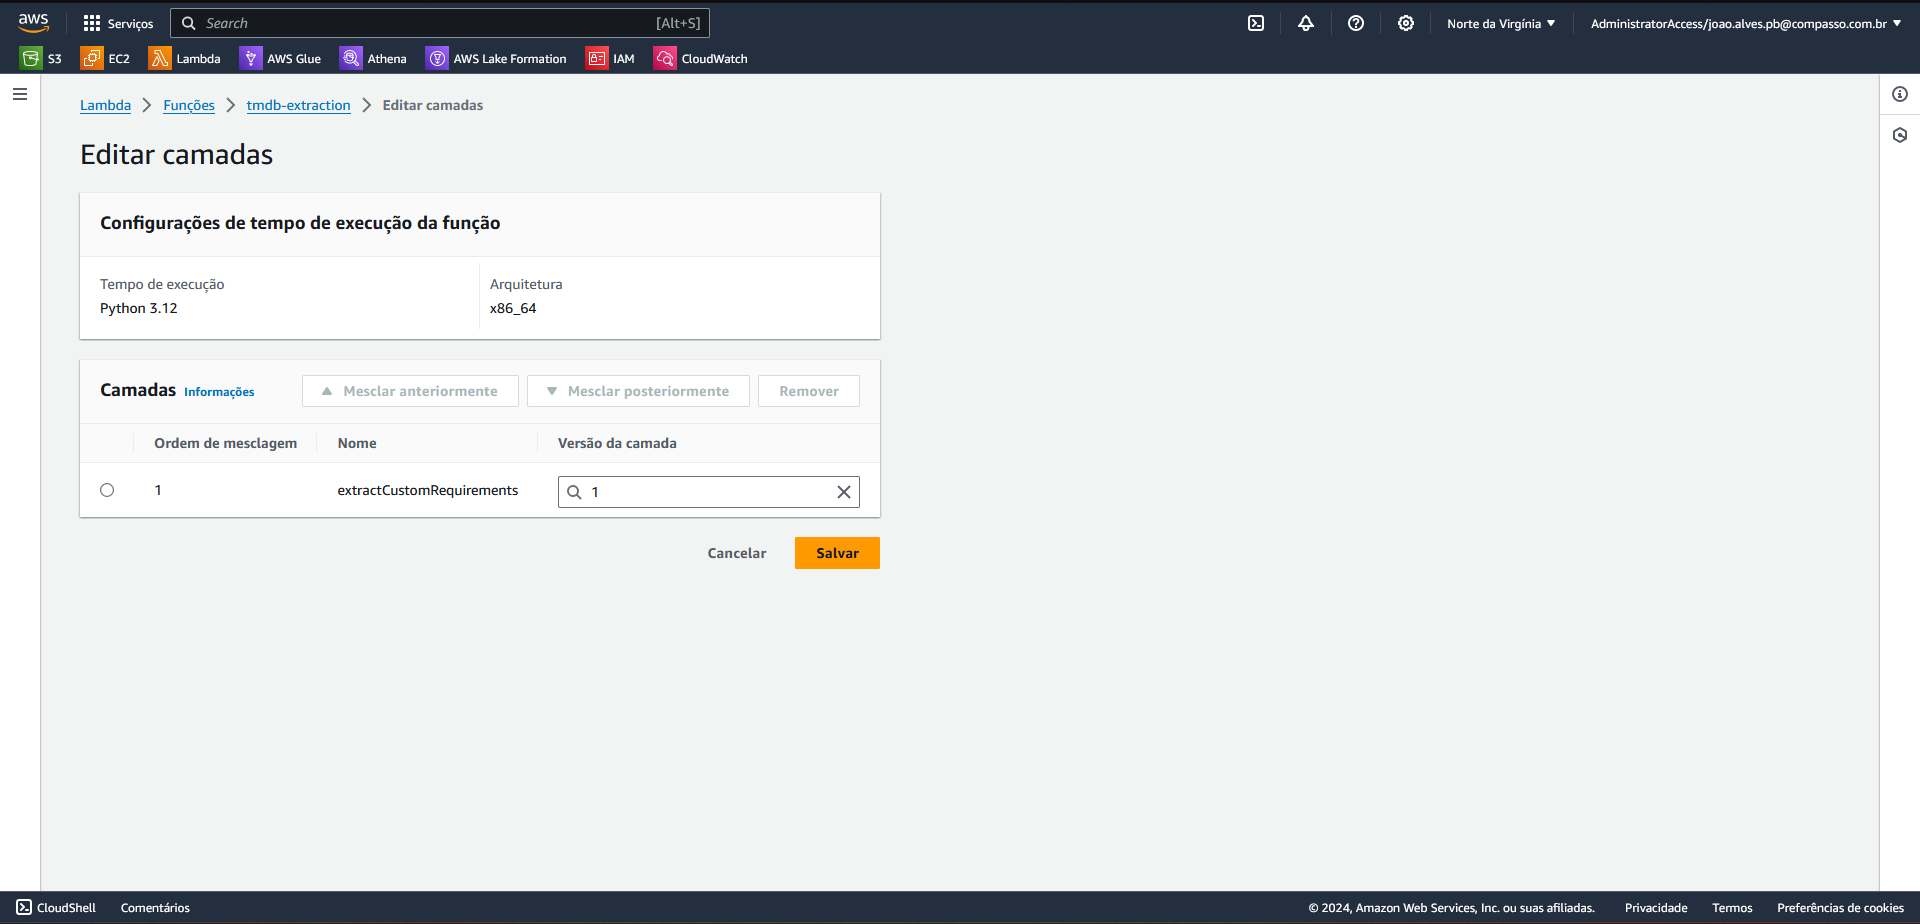 aws Serviços Search [Alt+S] Norte da Virgínia AdministratorAccess/joao.alves.pb@compasso.com.br
S3 EC2 Lambda AWS Glue Athena AWS Lake Formation IAM CloudWatch
Lambda Funções tmdb-extraction Editar camadas
Editar camadas
Configurações de tempo de execução da função
Tempo de execução Arquitetura
Python 3.12 x86_64
Camadas Informações Mesclar anteriormente Mesclar posteriormente Remover
Ordem de mesclagem Nome Versão da camada
1 extractCustomRequirements 1
Cancelar Salvar
CloudShell Comentários © 2024, Amazon Web Services, Inc. ou suas afiliadas. Privacidade Termos Preferências de cookies